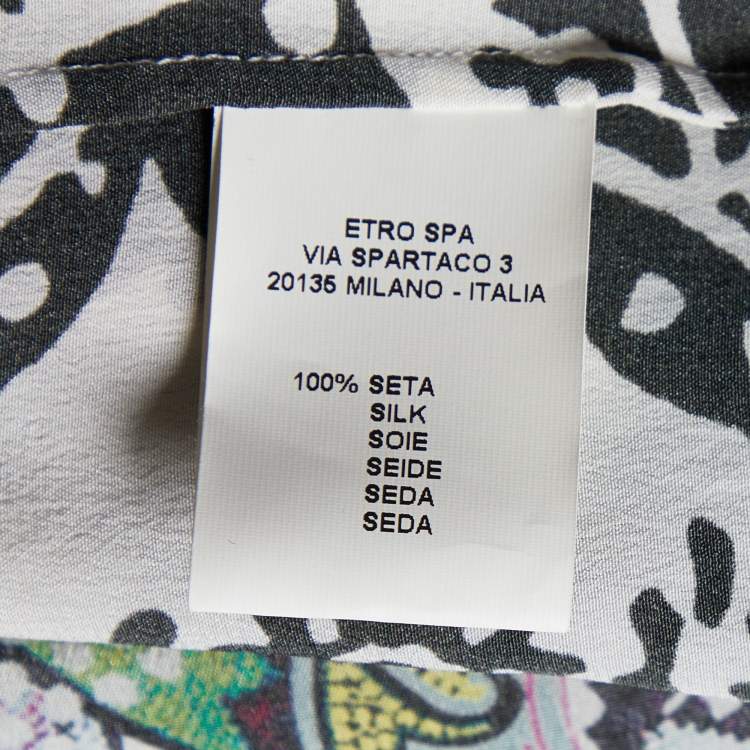 ETRO SPA
VIA SPARTACO 3
20135 MILANO - ITALIA
100% SETA
SILK
SOIE
SEIDE
SEDA
SEDA